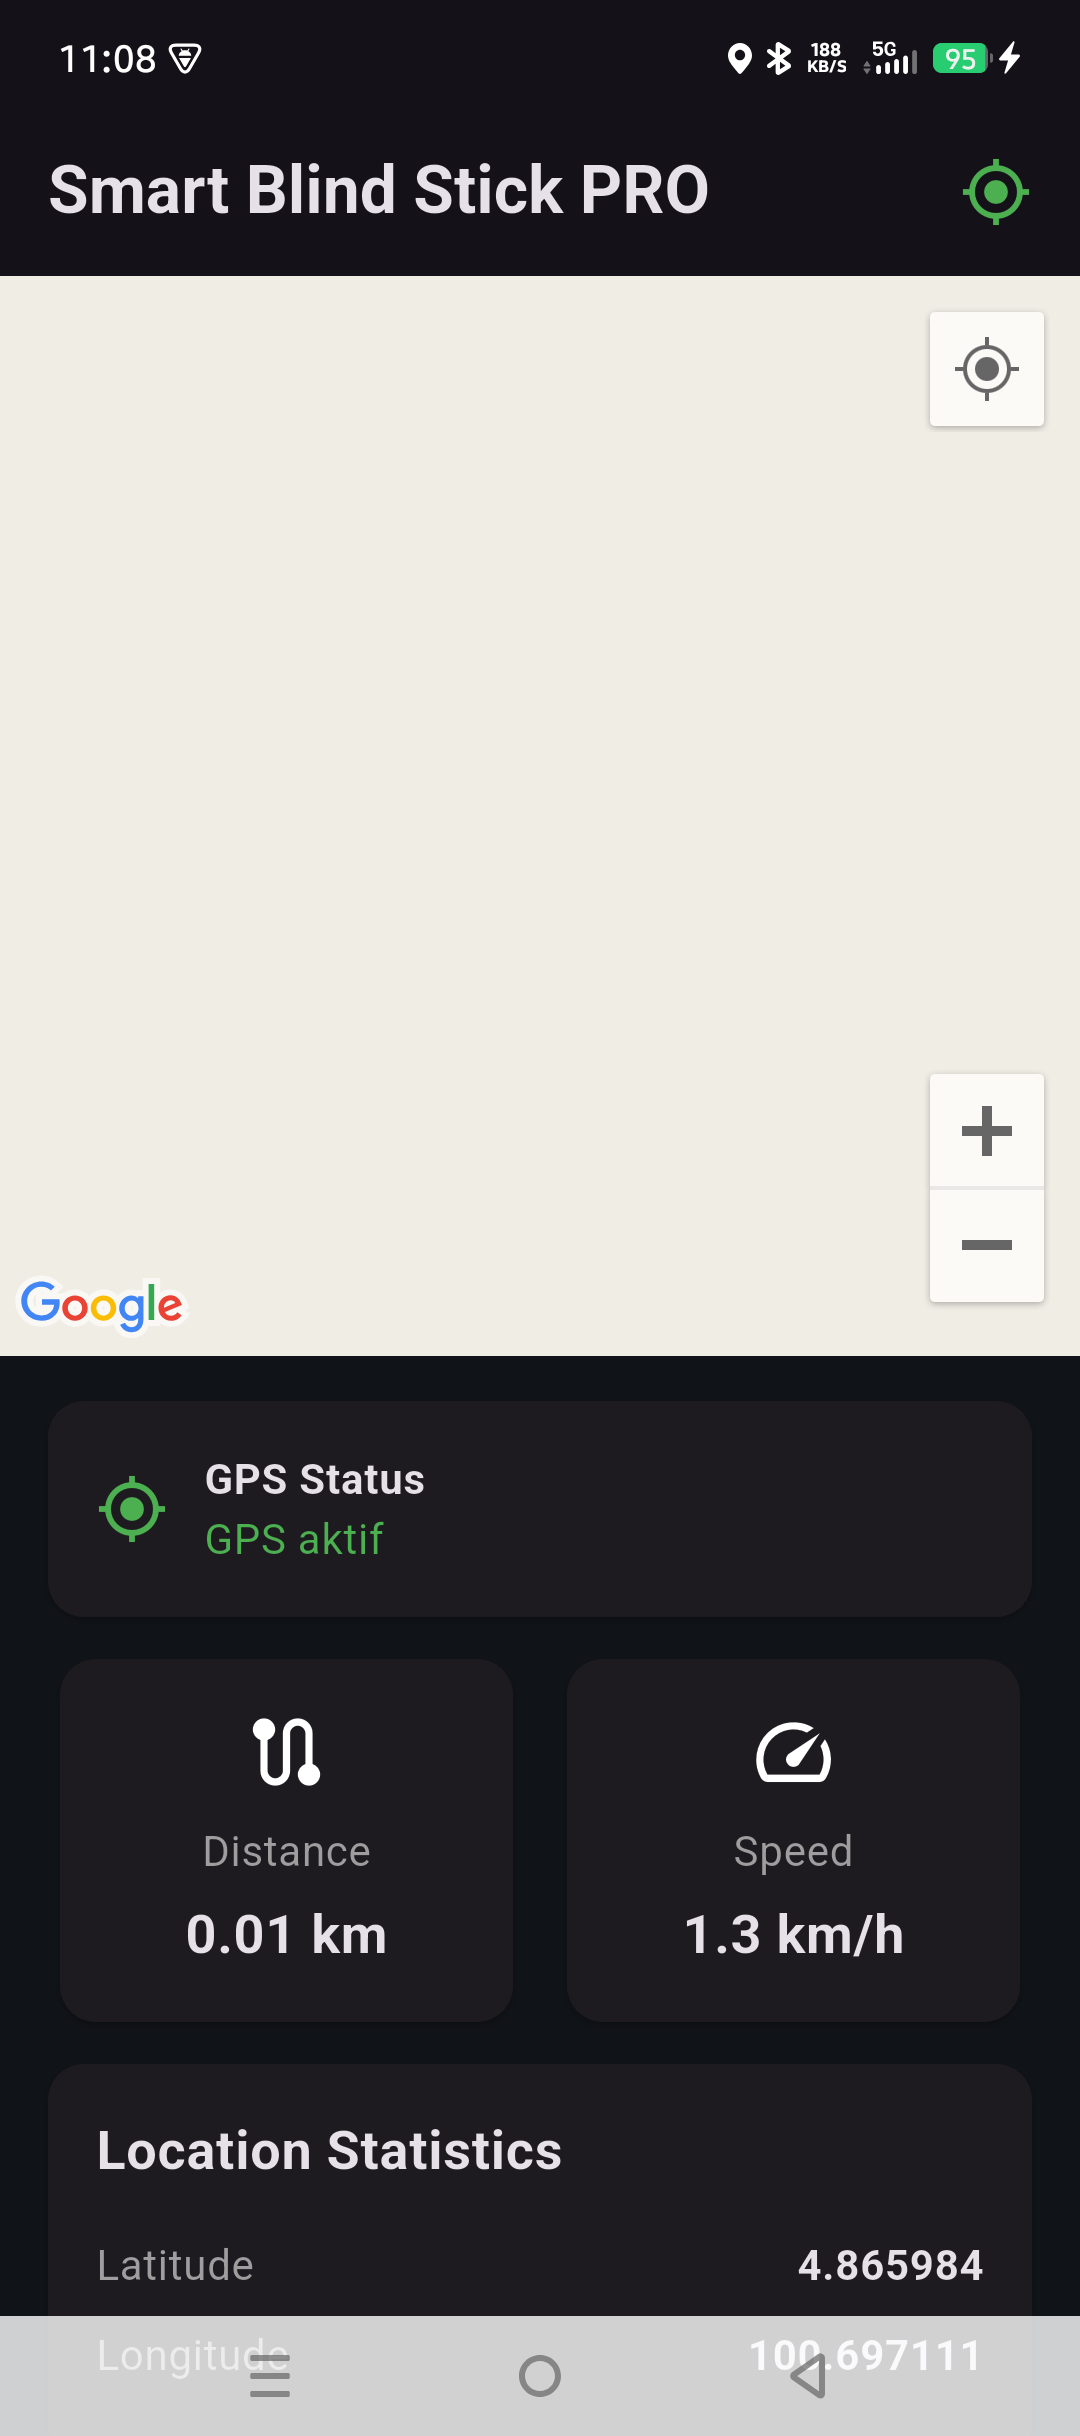 11:08 188 KB/S 5G 95
Smart Blind Stick PRO
Google
GPS Status
GPS aktif
Distance
0.01 km
Speed
1.3 km/h
Location Statistics
Latitude 4.865984
Longitude 100.697111